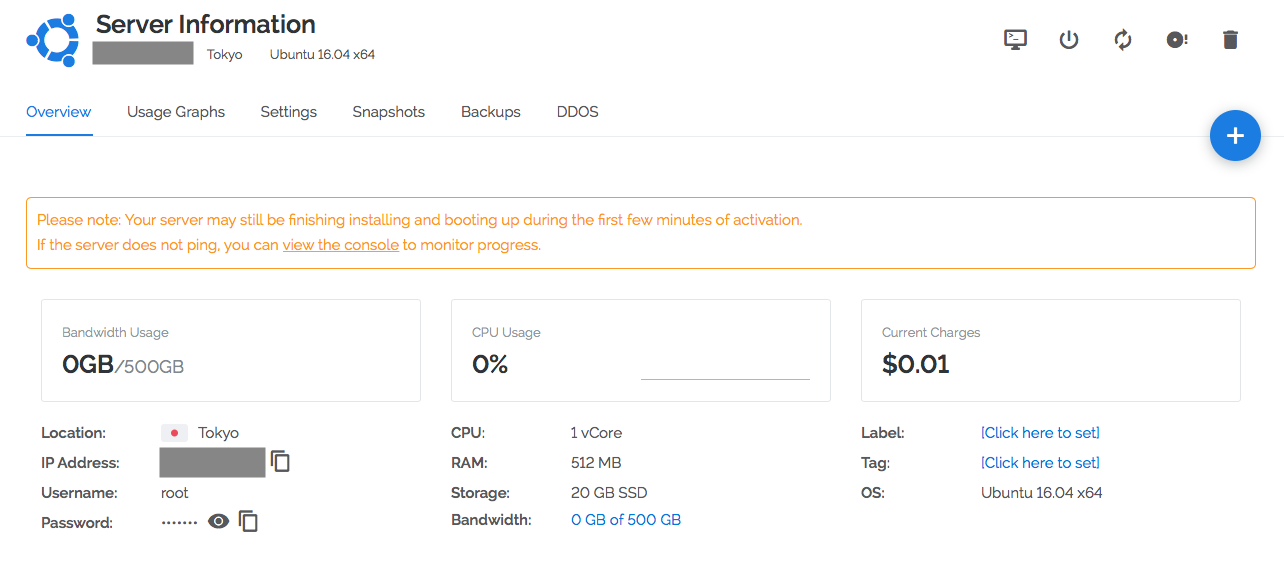 Server Information
Tokyo Ubuntu 16.04 x64
Overview Usage Graphs Settings Snapshots Backups DDOS
+
Please note: Your server may still be finishing installing and booting up during the first few minutes of activation.
If the server does not ping, you can view the console to monitor progress.
Bandwidth Usage
0GB/500GB
CPU Usage
0%
Current Charges
$0.01
Location: Tokyo
IP Address:
Username: root
Password: •••••••
CPU: 1 vCore
RAM: 512 MB
Storage: 20 GB SSD
Bandwidth: 0 GB of 500 GB
Label: [Click here to set]
Tag: [Click here to set]
OS: Ubuntu 16.04 x64